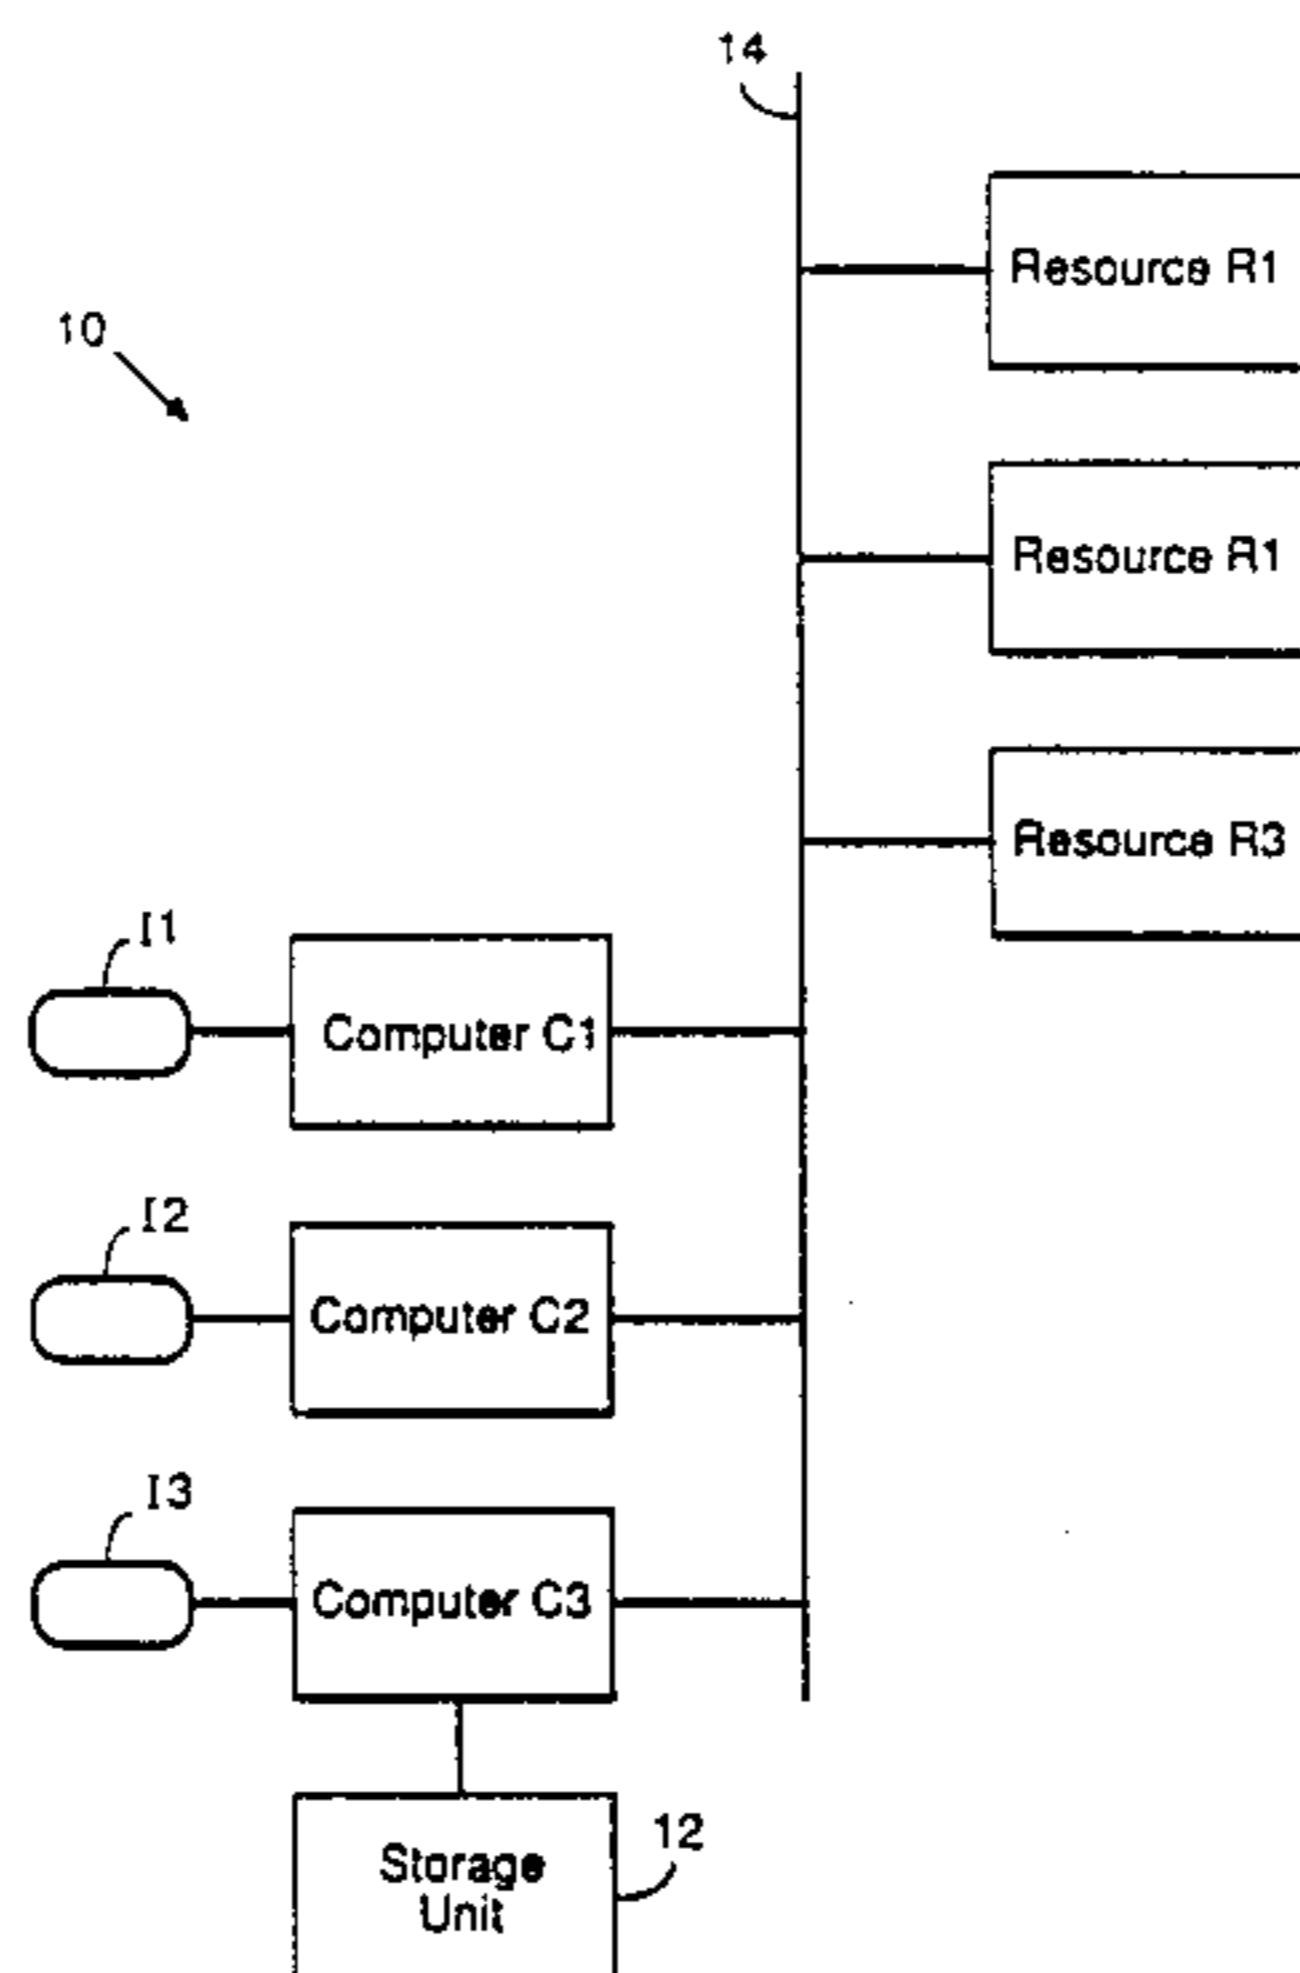 14
Resource R1
10
Resource R1
Resource R3
I1
Computer C1
I2
Computer C2
I3
Computer C3
12
Storage
Unit